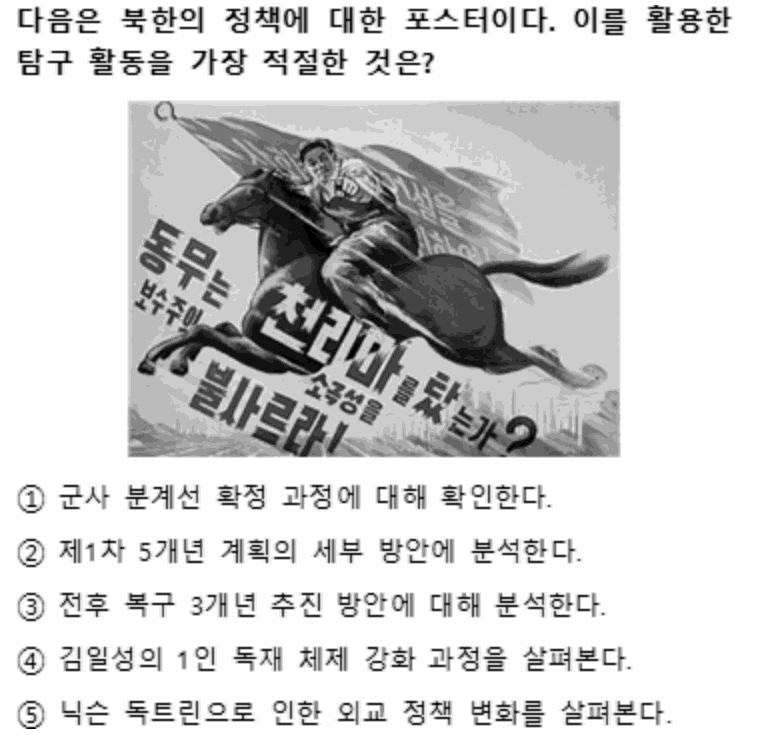 다음은 북한의 정책에 대한 포스터이다. 이를 활용한
탐구 활동을 가장 적절한 것은?
동무는
천리마를 탔는가?
보수주의
소극성을
불사르라!
① 군사 분계선 확정 과정에 대해 확인한다.
② 제1차 5개년 계획의 세부 방안에 분석한다.
③ 전후 복구 3개년 추진 방안에 대해 분석한다.
④ 김일성의 1인 독재 체제 강화 과정을 살펴본다.
⑤ 닉슨 독트린으로 인한 외교 정책 변화를 살펴본다.